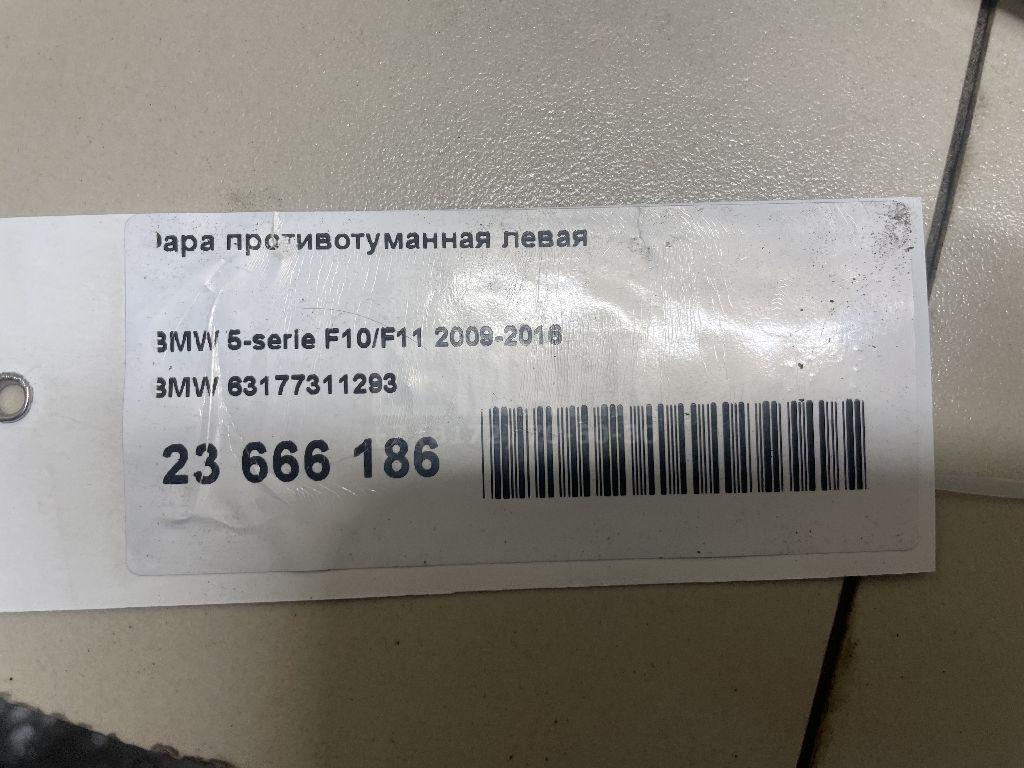 Фара противотуманная левая
BMW 5-serie F10/F11 2009-2016
BMW 63177311293
23 666 186